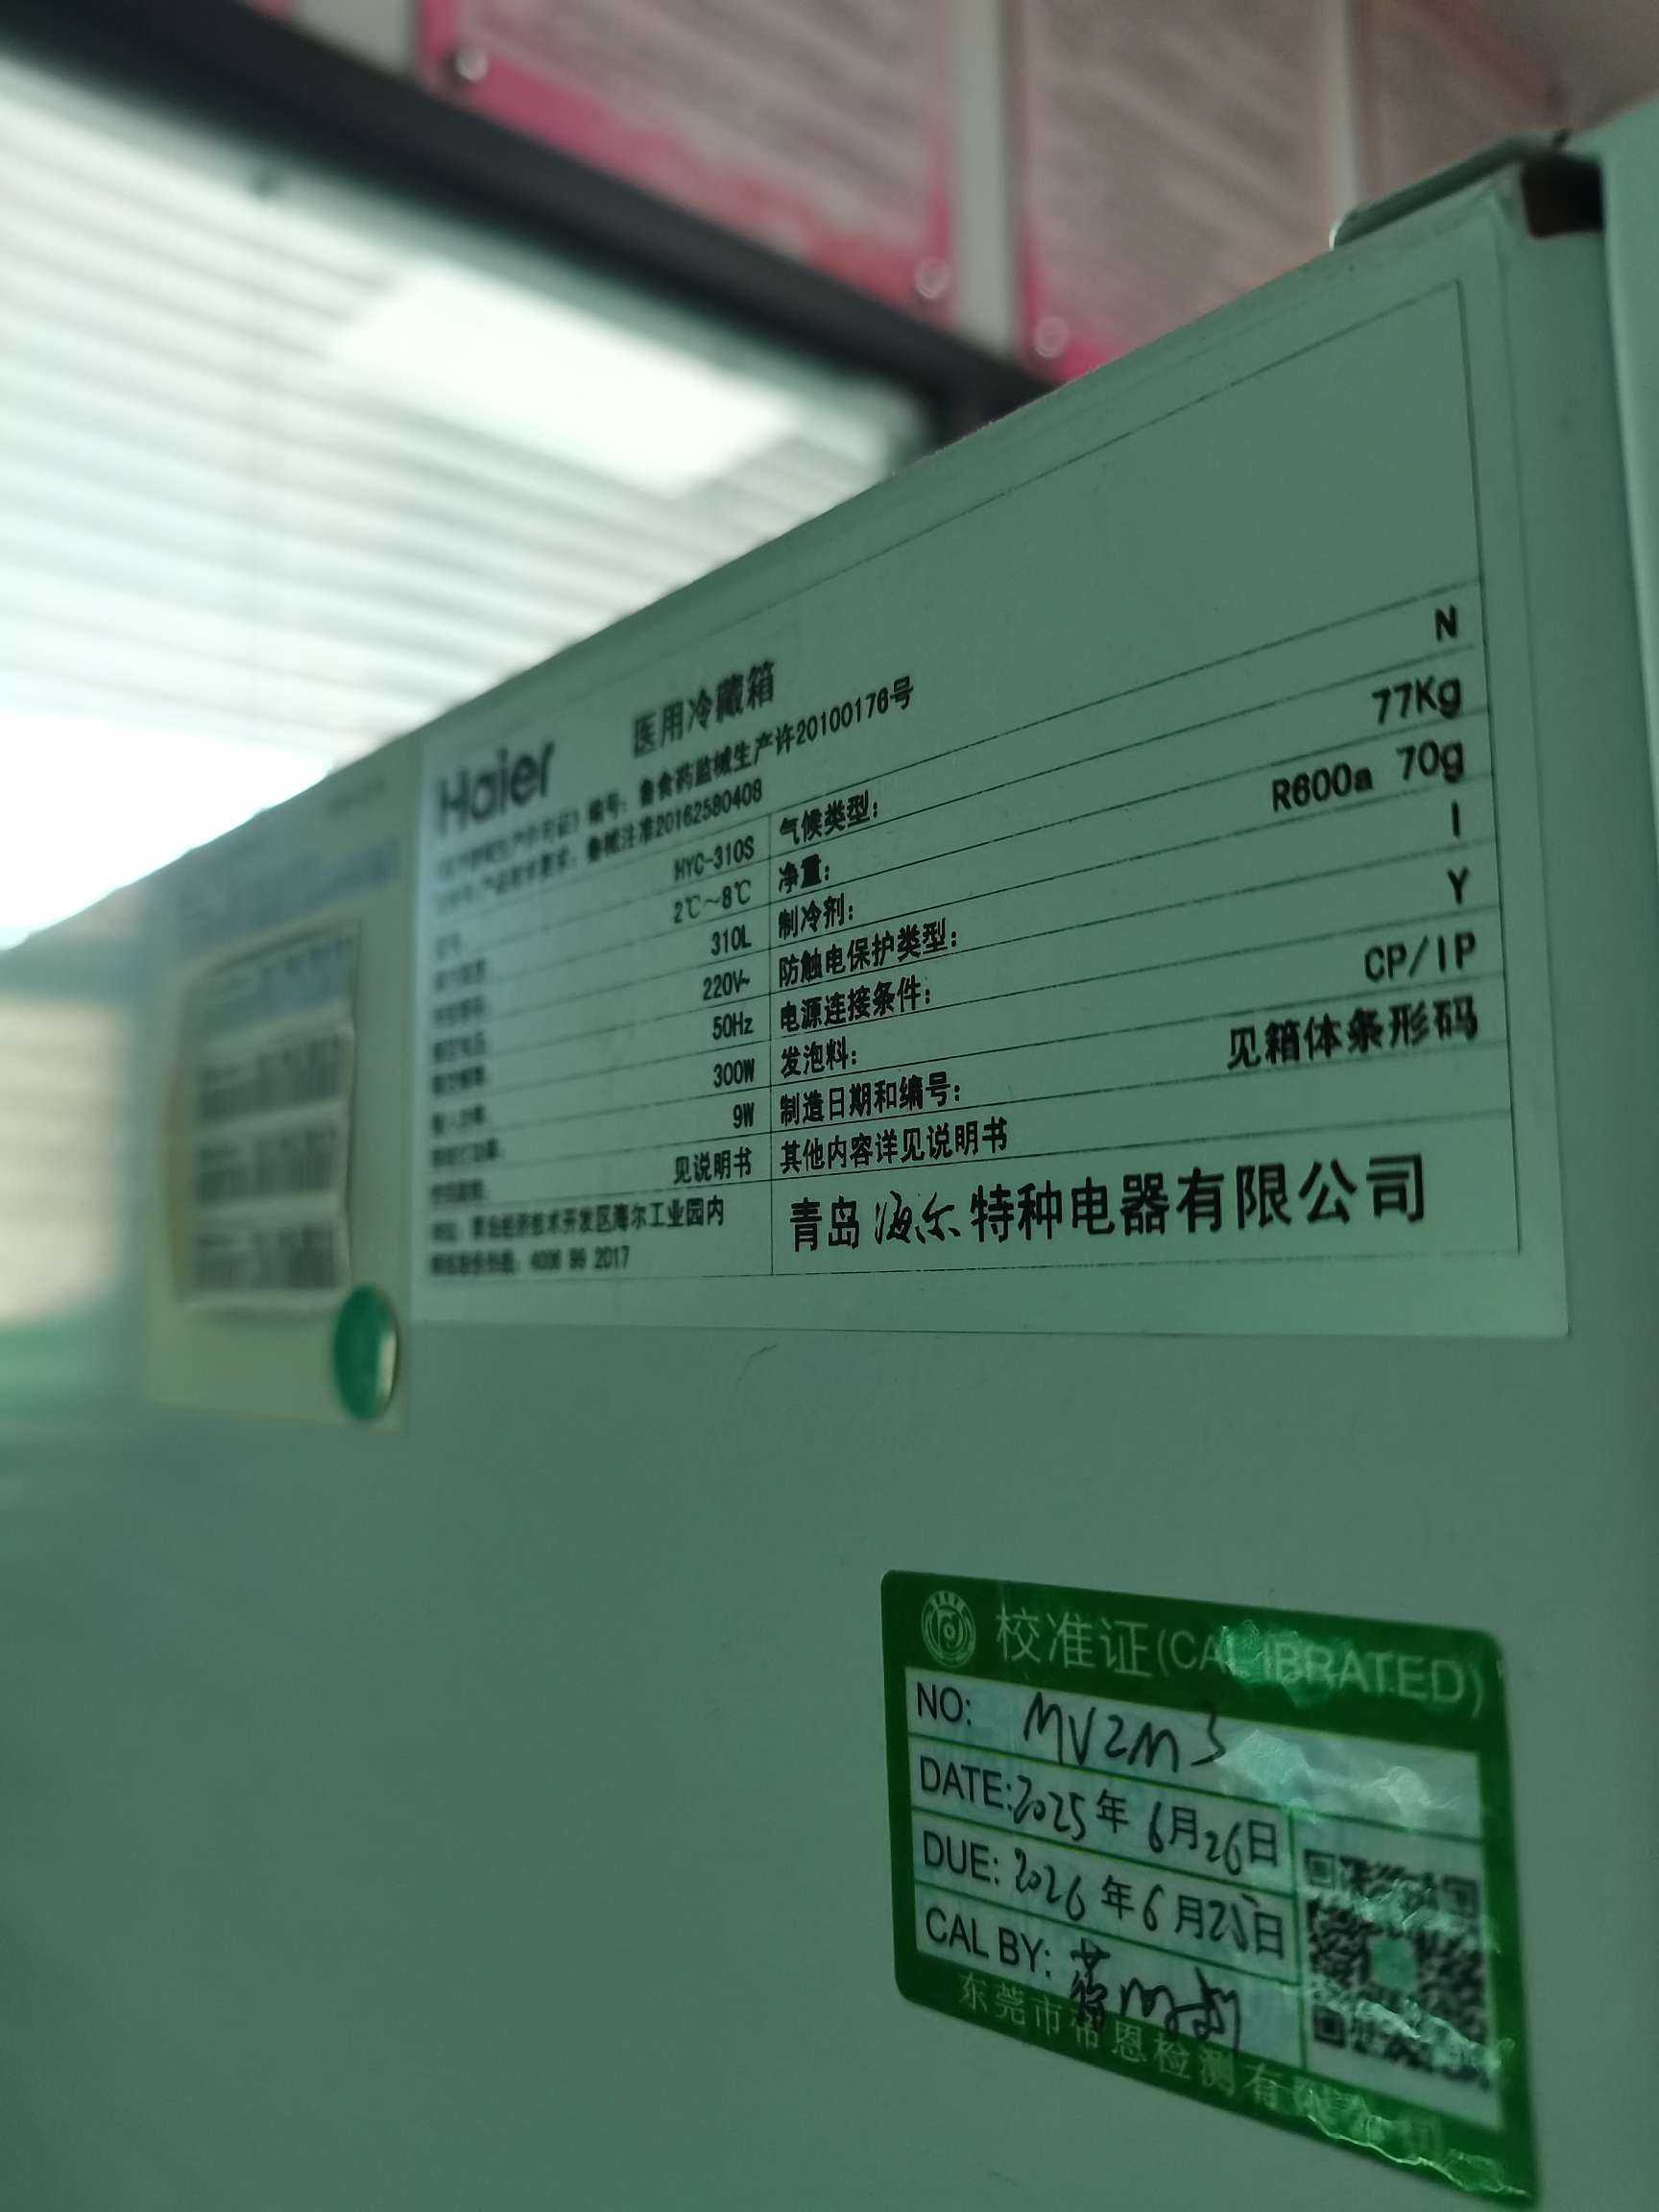 Haier 医用冷藏箱
编号：鲁食药监械生产许20100176号
鲁械注准20162580408
HYC-310S 气候类型： N
2℃～8℃ 净重： 77Kg
310L 制冷剂： R600a 70g
220V~ 防触电保护类型： I
50Hz 电源连接条件： Y
300W 发泡料： CP/IP
9W 制造日期和编号： 见箱体条形码
见说明书 其他内容详见说明书
技术开发区海尔工业园内 青岛海尔特种电器有限公司
99 2017
校准证(CALIBRATED)
NO: MV2M3
DATE:2025年6月26日
DUE:2026年6月25日
CAL BY:
东莞市帝恩检测有限公司